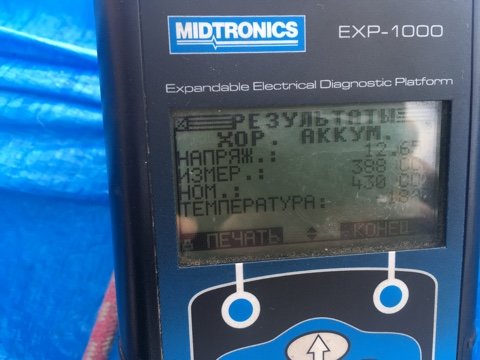 MIDTRONICS EXP-1000
Expandable Electrical Diagnostic Platform
РЕЗУЛЬТАТЫ
ХОР. АККУМ.
НАПРЯЖ.:
ИЗМЕР.:
НОМ.:
ТЕМПЕРАТУРА:
ПЕЧАТЬ КОНЕЦ